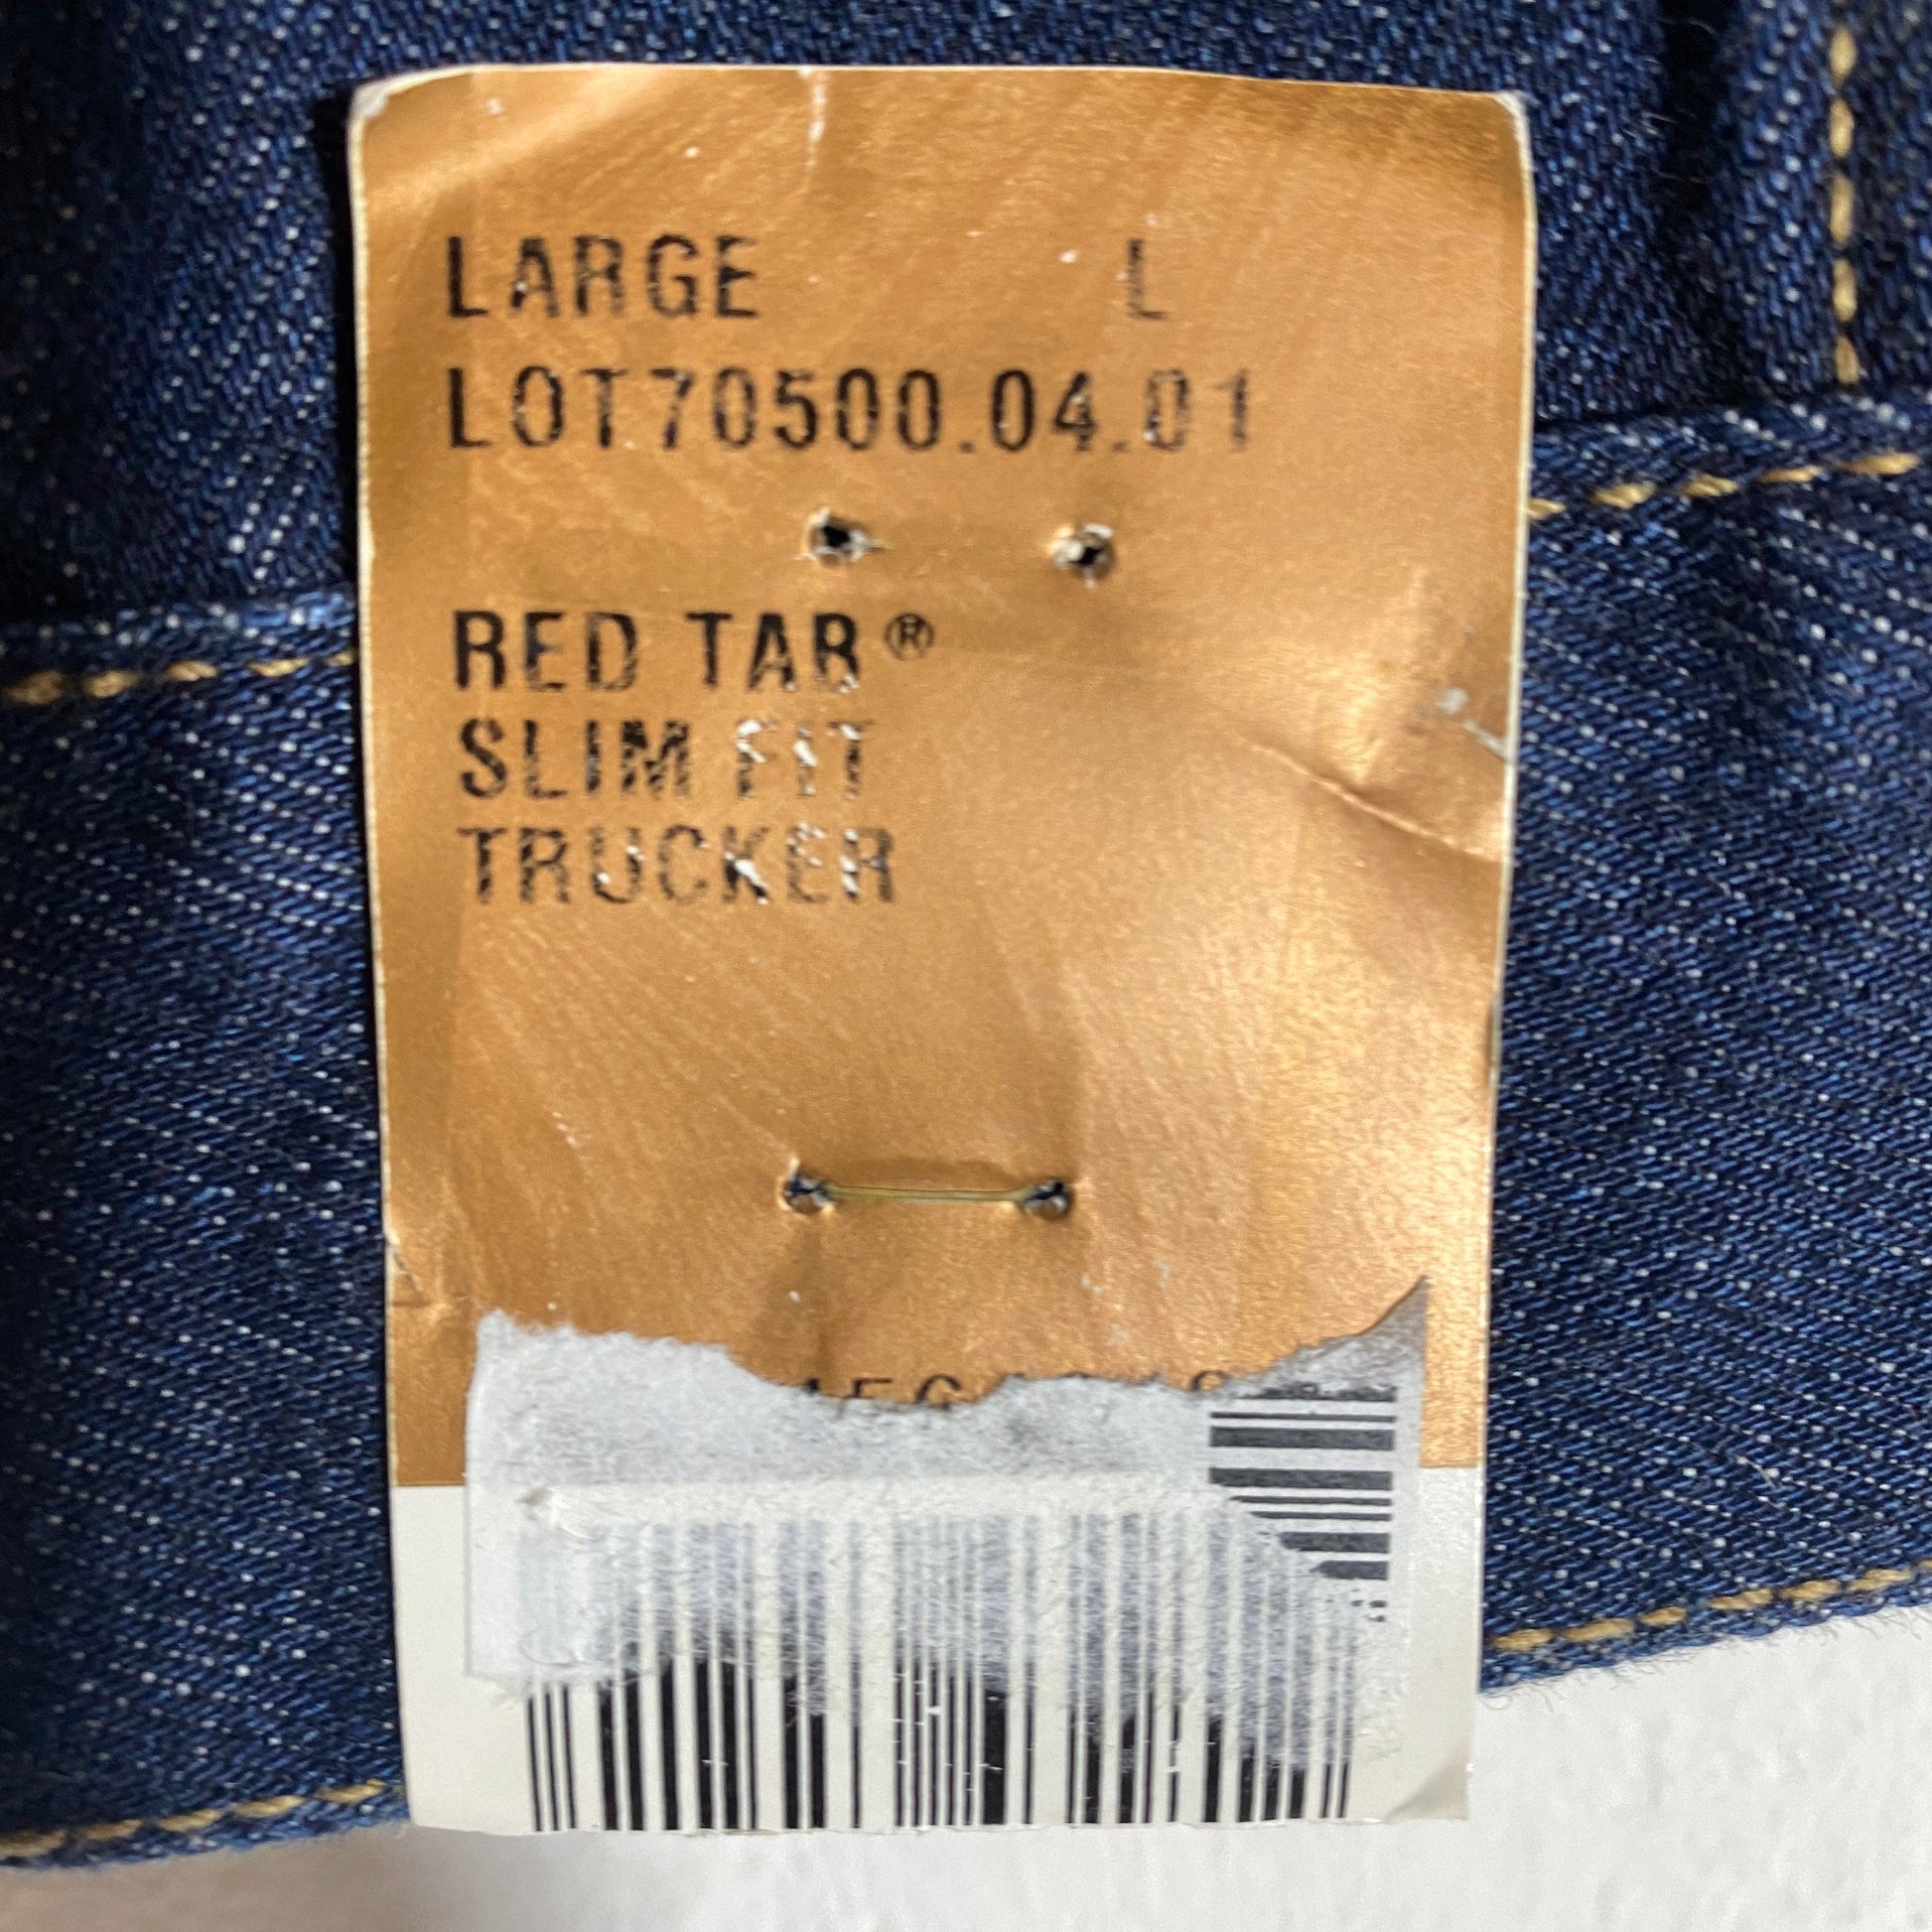 LARGE L
LOT70500.04.01
RED TAB®
SLIM FIT
TRUCKER